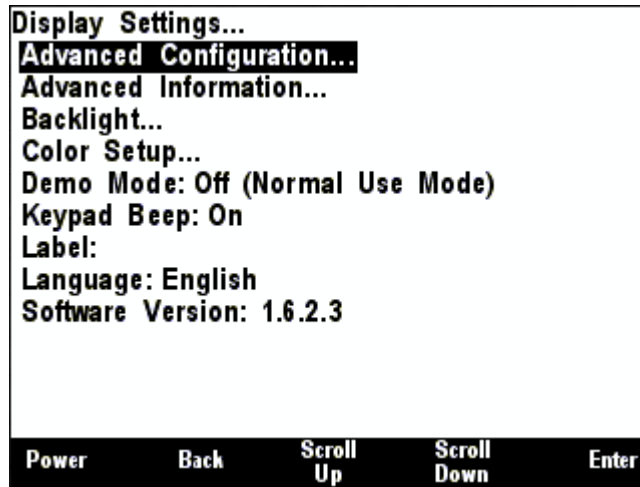 Display Settings...
Advanced Configuration...
Advanced Information...
Backlight...
Color Setup...
Demo Mode: Off (Normal Use Mode)
Keypad Beep: On
Label:
Language: English
Software Version: 1.6.2.3
Power Back Scroll Up Scroll Down Enter